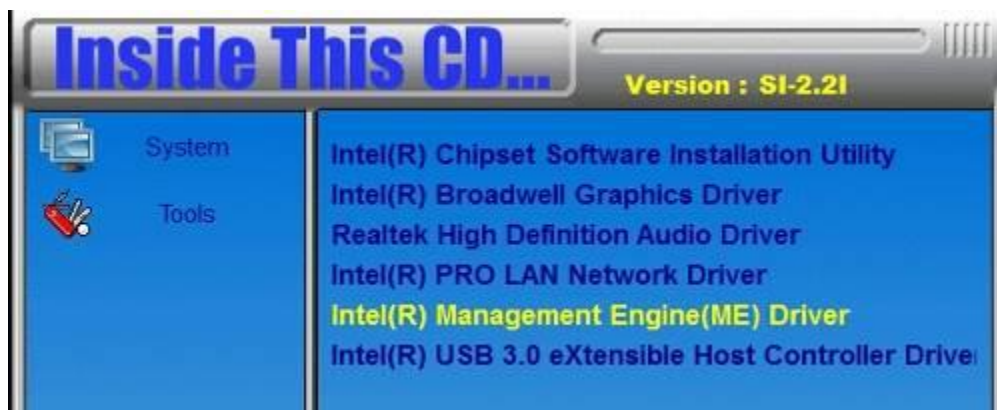 Inside This CD...
Version : SI-2.2I
System
Tools
Intel(R) Chipset Software Installation Utility
Intel(R) Broadwell Graphics Driver
Realtek High Definition Audio Driver
Intel(R) PRO LAN Network Driver
Intel(R) Management Engine(ME) Driver
Intel(R) USB 3.0 eXtensible Host Controller Driver